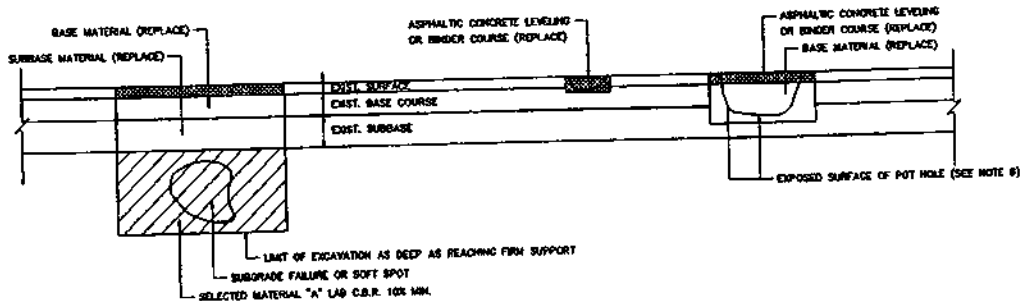 ASPHALTIC CONCRETE LEVELING
OR BINDER COURSE (REPLACE)
ASPHALTIC CONCRETE LEVELING
OR BINDER COURSE (REPLACE)
BASE MATERIAL (REPLACE)
BASE MATERIAL (REPLACE)
SUBBASE MATERIAL (REPLACE)
EXIST. SURFACE
EXIST. BASE COURSE
EXIST. SUBBASE
EXPOSED SURFACE OF POT HOLE (SEE NOTE 8)
LIMIT OF EXCAVATION AS DEEP AS REACHING FIRM SUPPORT
SUBGRADE FAILURE OR SOFT SPOT
SELECTED MATERIAL "A" LAB C.B.R. 10% MIN.